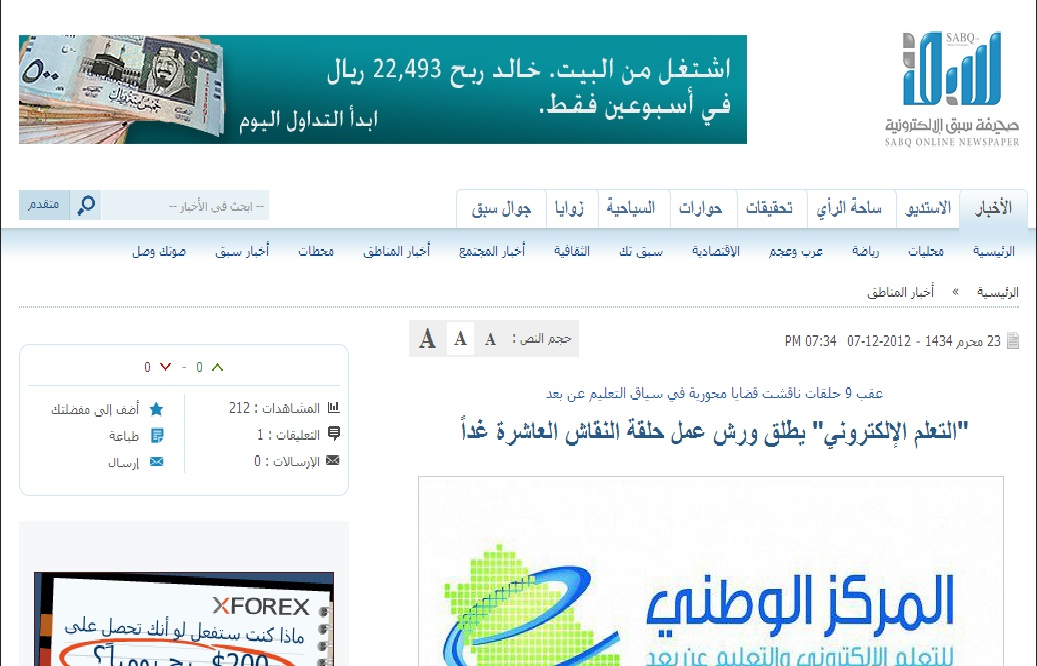 اشتغل من البيت. خالد ربح 22,493 ريال
في أسبوعين فقط.
ابدأ التداول اليوم
٥٠٠
SABQ
سبق
صحيفة سبق الإلكترونية
SABQ ONLINE NEWSPAPER
الأخبار الاستديو ساحة الرأي تحقيقات حوارات السياحية زوايا جوال سبق
-- ابحث في الأخبار -- متقدم
الرئيسية محليات رياضة عرب وعجم الإقتصادية سبق تك الثقافية أخبار المجتمع أخبار المناطق محطات أخبار سبق صوتك وصل
الرئيسية » أخبار المناطق
23 محرم 1434 - 2012-12-07 07:34 PM
حجم النص : A A A
عقب 9 حلقات ناقشت قضايا محورية في سياق التعليم عن بعد
"التعلم الإلكتروني" يطلق ورش عمل حلقة النقاش العاشرة غداً
المركز الوطني
للتعلم الإلكتروني والتعليم عن بعد
0 - 0
المشاهدات : 212
التعليقات : 1
الإرسالات : 0
أضف إلى مفضلتك
طباعة
إرسال
XFOREX
ماذا كنت ستفعل لو أنك تحصل على
$200 ربح يومياً؟